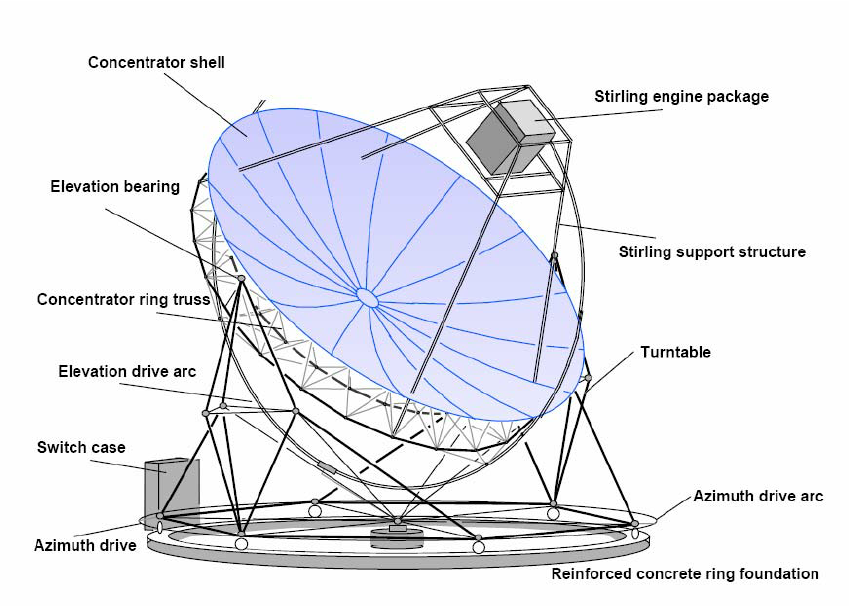 Concentrator shell
Stirling engine package
Elevation bearing
Stirling support structure
Concentrator ring truss
Turntable
Elevation drive arc
Switch case
Azimuth drive arc
Azimuth drive
Reinforced concrete ring foundation